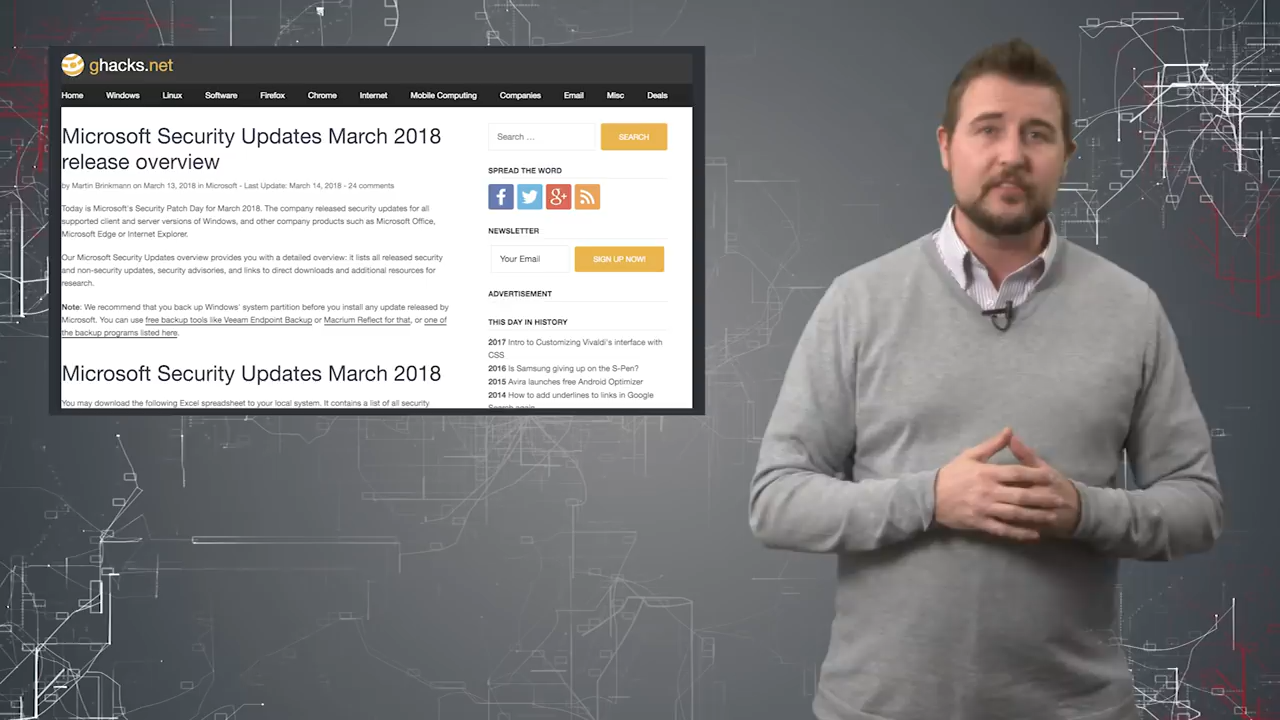 ghacks.net
Home Windows Linux Software Firefox Chrome Internet Mobile Computing Companies Email Misc Deals
Microsoft Security Updates March 2018
release overview
by Martin Brinkmann on March 13, 2018 in Microsoft - Last Update: March 14, 2018 - 24 comments
Today is Microsoft's Security Patch Day for March 2018. The company released security updates for all
supported client and server versions of Windows, and other company products such as Microsoft Office,
Microsoft Edge or Internet Explorer.
Our Microsoft Security Updates overview provides you with a detailed overview: it lists all released security
and non-security updates, security advisories, and links to direct downloads and additional resources for
research.
Note: We recommend that you back up Windows' system partition before you install any update released by
Microsoft. You can use free backup tools like Veeam Endpoint Backup or Macrium Reflect for that, or one of
the backup programs listed here.
Microsoft Security Updates March 2018
You may download the following Excel spreadsheet to your local system. It contains a list of all security
Search ... SEARCH
SPREAD THE WORD
NEWSLETTER
Your Email SIGN UP NOW!
ADVERTISEMENT
THIS DAY IN HISTORY
2017 Intro to Customizing Vivaldi's interface with
CSS
2016 Is Samsung giving up on the S-Pen?
2015 Avira launches free Android Optimizer
2014 How to add underlines to links in Google
Search again